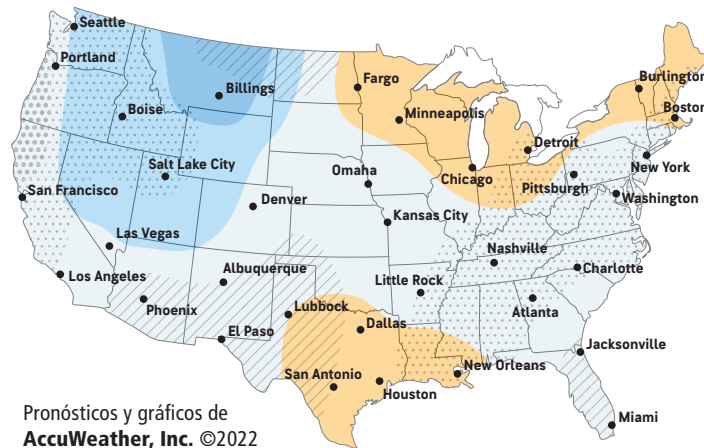 Seattle
Portland
Billings
Fargo
Burlington
Boise
Minneapolis
Boston
Detroit
Salt Lake City
Omaha
Chicago
New York
Pittsburgh
San Francisco
Denver
Washington
Kansas City
Las Vegas
Nashville
Los Angeles
Albuquerque
Little Rock
Charlotte
Phoenix
Lubbock
Atlanta
El Paso
Dallas
Jacksonville
San Antonio
New Orleans
Houston
Miami
Pronósticos y gráficos de
AccuWeather, Inc. ©2022